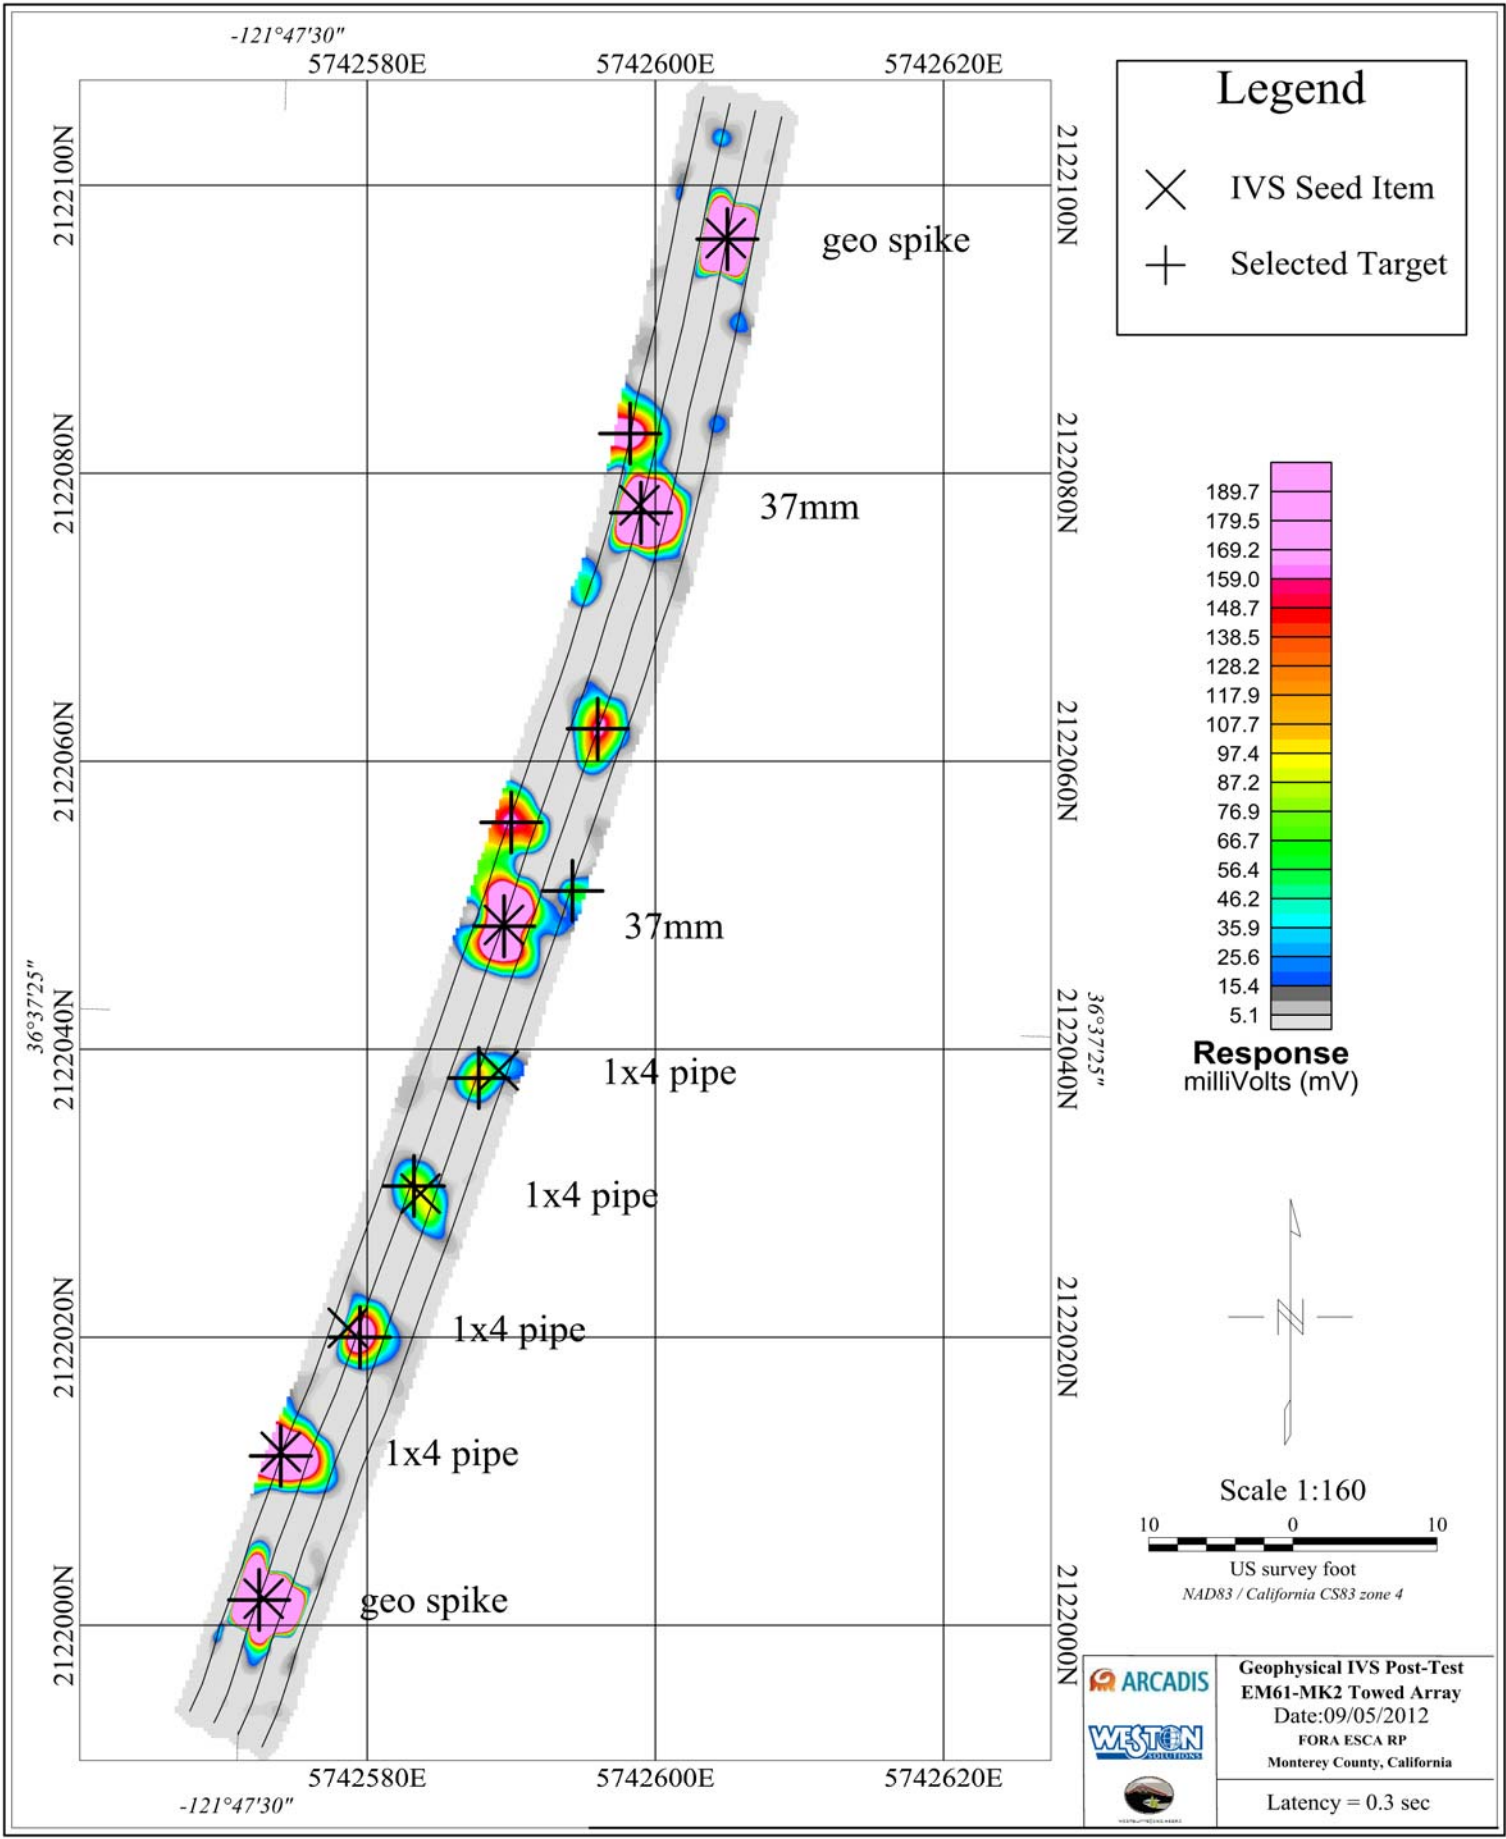 -121°47'30"
5742580E 5742600E 5742620E
Legend
IVS Seed Item
Selected Target
2122100N 2122100N
geo spike
2122080N 2122080N
37mm
189.7
179.5
169.2
159.0
148.7
138.5
128.2
117.9
107.7
97.4
87.2
76.9
66.7
56.4
46.2
35.9
25.6
15.4
5.1
Response
milliVolts (mV)
2122060N 2122060N
37mm
36°37'25" 36°37'25"
2122040N 2122040N
1x4 pipe
1x4 pipe
2122020N 2122020N
1x4 pipe
1x4 pipe
geo spike
2122000N 2122000N
N
Scale 1:160
10 0 10
US survey foot
NAD83 / California CS83 zone 4
5742580E 5742600E 5742620E
-121°47'30"
ARCADIS
WESTON
SOLUTIONS
Geophysical IVS Post-Test
EM61-MK2 Towed Array
Date:09/05/2012
FORA ESCA RP
Monterey County, California
Latency = 0.3 sec